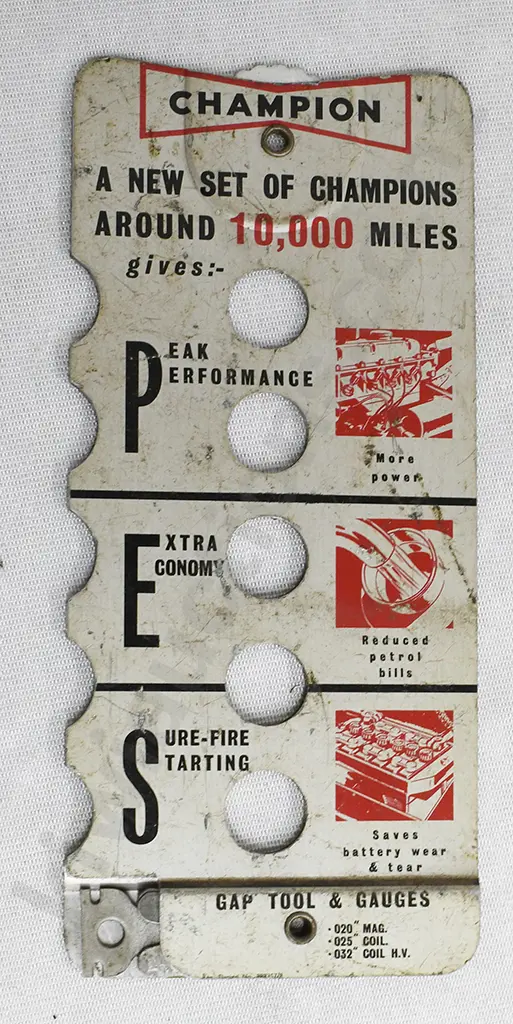 CHAMPION
A NEW SET OF CHAMPIONS
AROUND 10,000 MILES
gives:-
PEAK
PERFORMANCE
More
power
EXTRA
ECONOMY
Reduced
petrol
bills
SURE-FIRE
STARTING
Saves
battery wear
& tear
GAP TOOL & GAUGES
·020" MAG.
·025" COIL.
·032" COIL H.V.